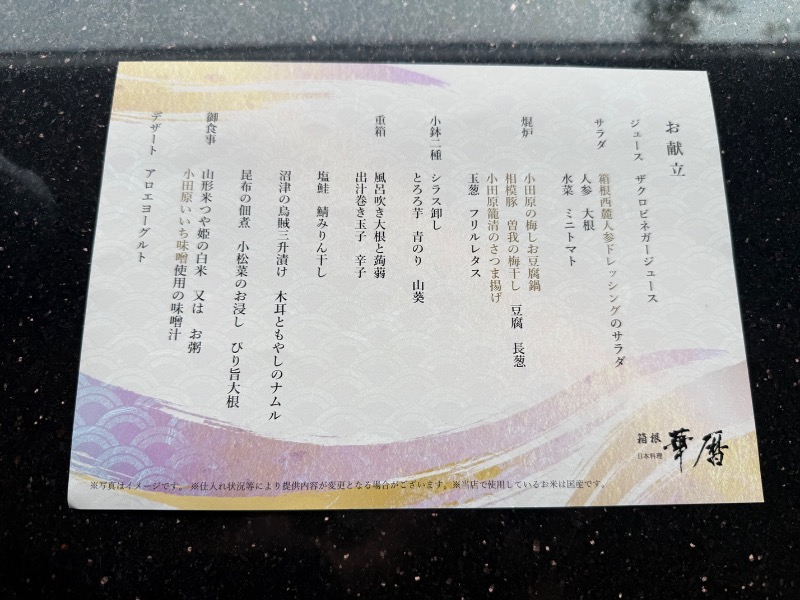 お献立
ジュース ザクロビネガージュース
サラダ 箱根西麓人参ドレッシングのサラダ
人参 大根
水菜 ミニトマト
焜炉 小田原の梅しお豆腐鍋
相模豚 曽我の梅干し 豆腐 長葱
小田原籠清のさつま揚げ
玉葱 フリルレタス
小鉢二種 シラス卸し
とろろ芋 青のり 山葵
重箱 風呂吹き大根と蒟蒻
出汁巻き玉子 辛子
塩鮭 鯖みりん干し
沼津の烏賊三升漬け 木耳ともやしのナムル
昆布の佃煮 小松菜のお浸し ぴり旨大根
御食事 山形米つや姫の白米 又は お粥
小田原いいち味噌使用の味噌汁
デザート アロエヨーグルト
箱根
日本料理
華暦
※写真はイメージです。 ※仕入れ状況等により提供内容が変更となる場合がございます。※当店で使用しているお米は国産です。